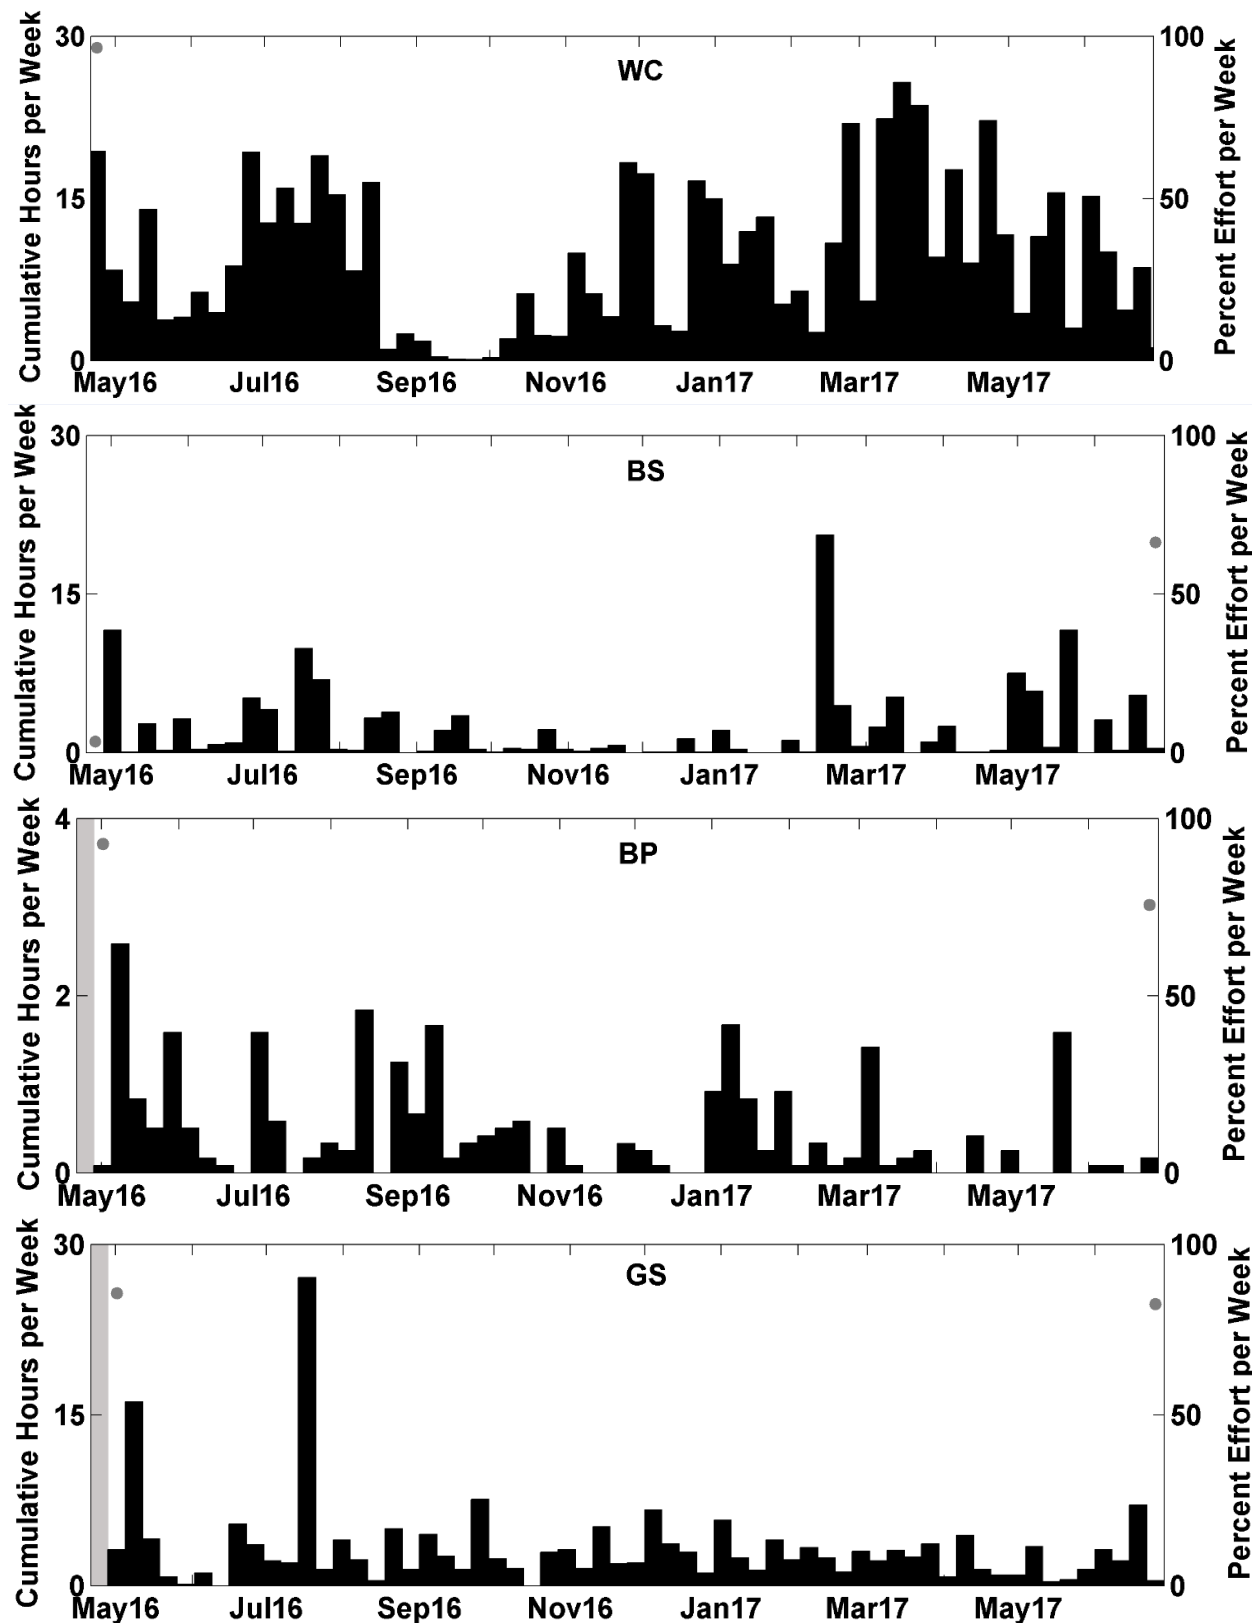 Cumulative Hours per Week
30
15
0
WC
100
50
0
Percent Effort per Week
May16 Jul16 Sep16 Nov16 Jan17 Mar17 May17
Cumulative Hours per Week
30
15
0
BS
100
50
0
Percent Effort per Week
May16 Jul16 Sep16 Nov16 Jan17 Mar17 May17
Cumulative Hours per Week
4
2
0
BP
100
50
0
Percent Effort per Week
May16 Jul16 Sep16 Nov16 Jan17 Mar17 May17
Cumulative Hours per Week
30
15
0
GS
100
50
0
Percent Effort per Week
May16 Jul16 Sep16 Nov16 Jan17 Mar17 May17